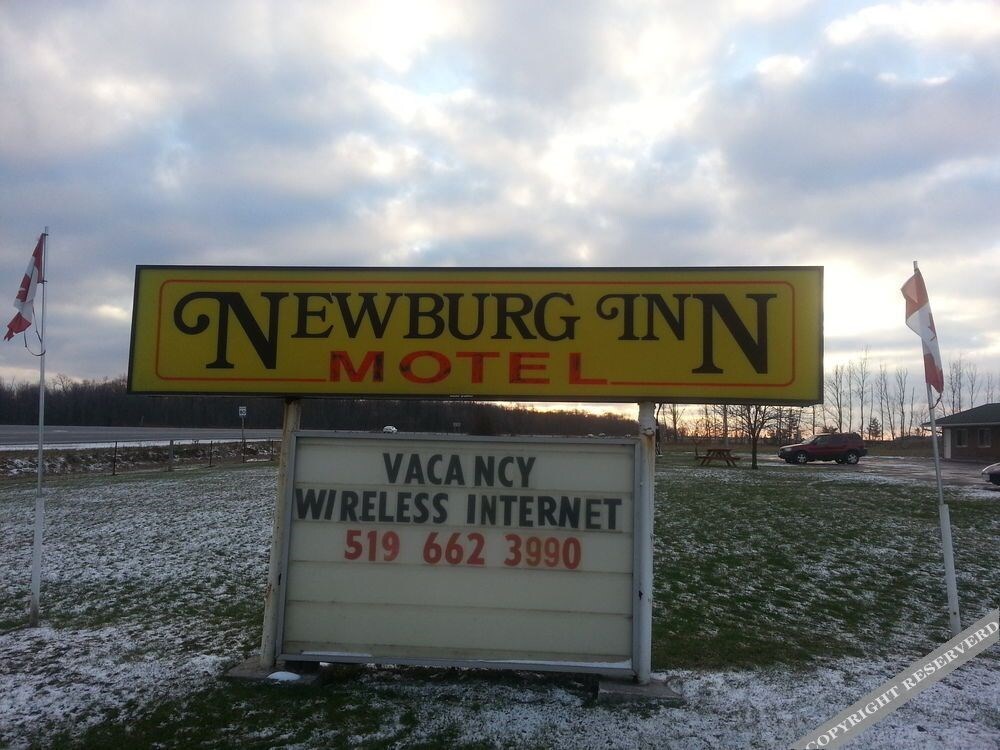 NEWBURG INN
MOTEL
VACANCY
WIRELESS INTERNET
519 662 3990
COPYRIGHT RESERVERD